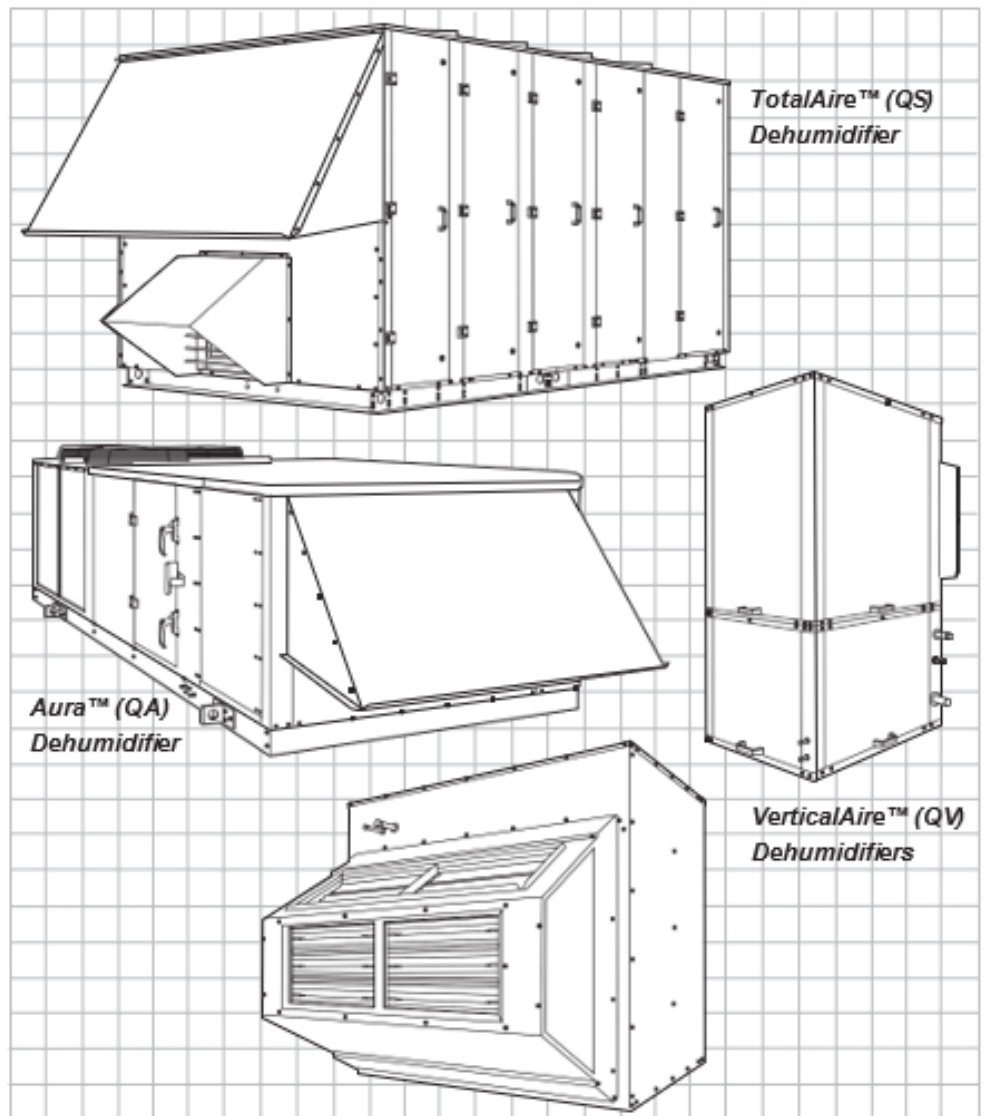 TotalAire™ (QS)
Dehumidifier
Aura™ (QA)
Dehumidifier
VerticalAire™ (QV)
Dehumidifiers